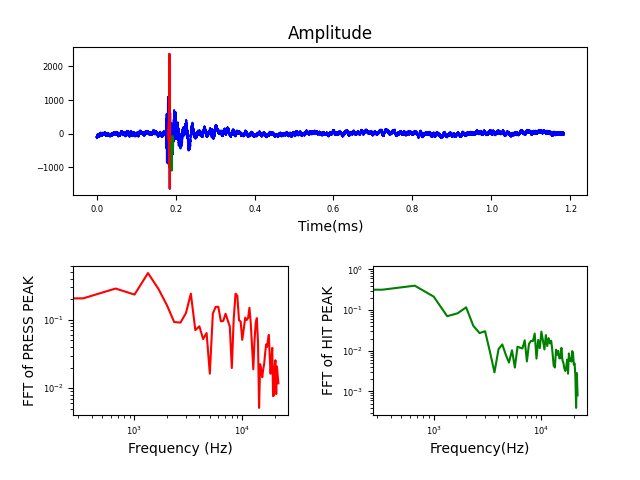 Amplitude
2000
1000
0
−1000
0.0 0.2 0.4 0.6 0.8 1.0 1.2
Time(ms)
FFT of PRESS PEAK
10⁻¹
10⁻²
10³ 10⁴
Frequency (Hz)
FFT of HIT PEAK
10⁰
10⁻¹
10⁻²
10⁻³
10³ 10⁴
Frequency(Hz)